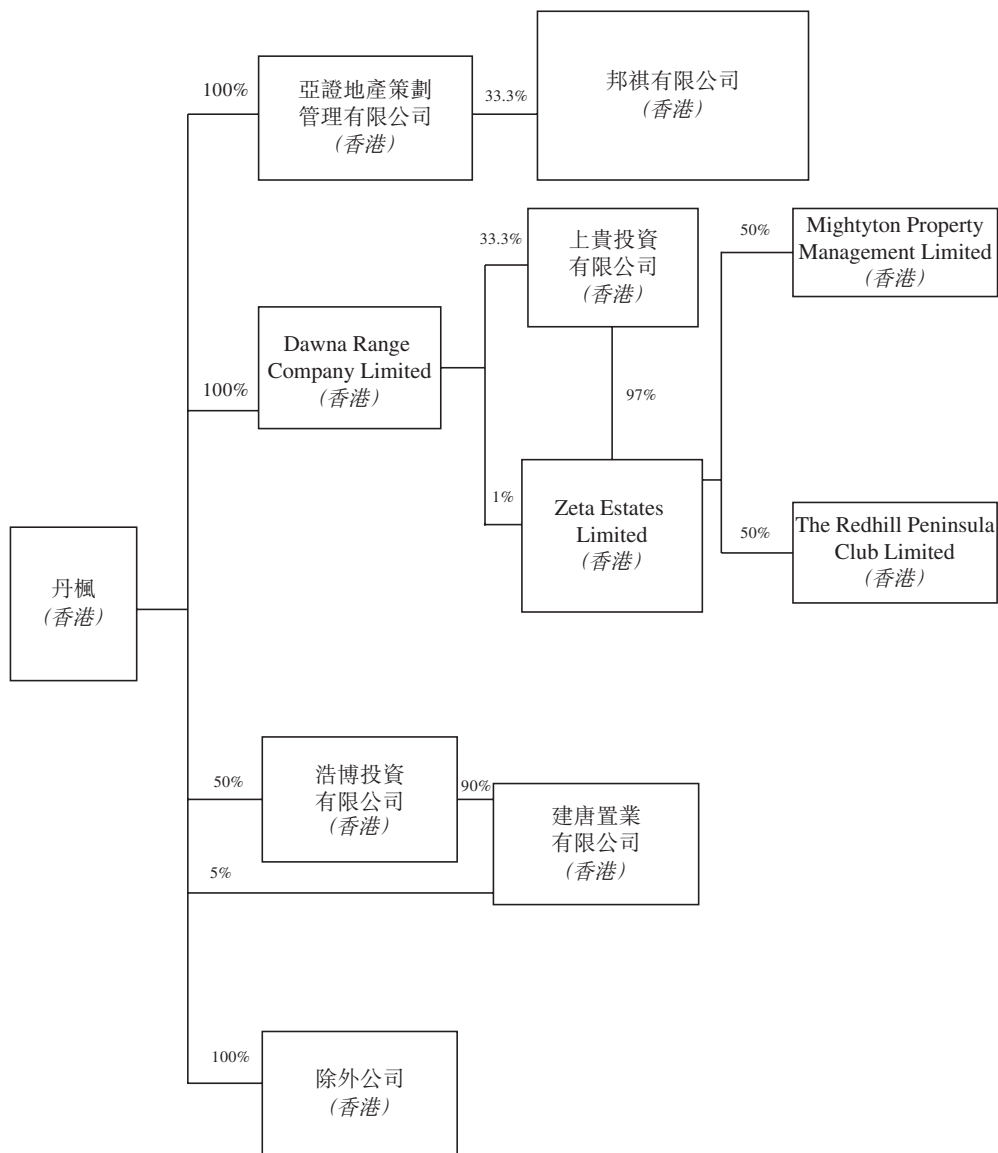 100%
亞證地產策劃
管理有限公司
(香港)
33.3%
邦祺有限公司
(香港)
33.3%
上貴投資
有限公司
(香港)
50%
Mightyton Property
Management Limited
(香港)
100%
Dawna Range
Company Limited
(香港)
97%
1%
Zeta Estates
Limited
(香港)
50%
The Redhill Peninsula
Club Limited
(香港)
丹楓
(香港)
50%
浩博投資
有限公司
(香港)
90%
建唐置業
有限公司
(香港)
5%
100%
除外公司
(香港)